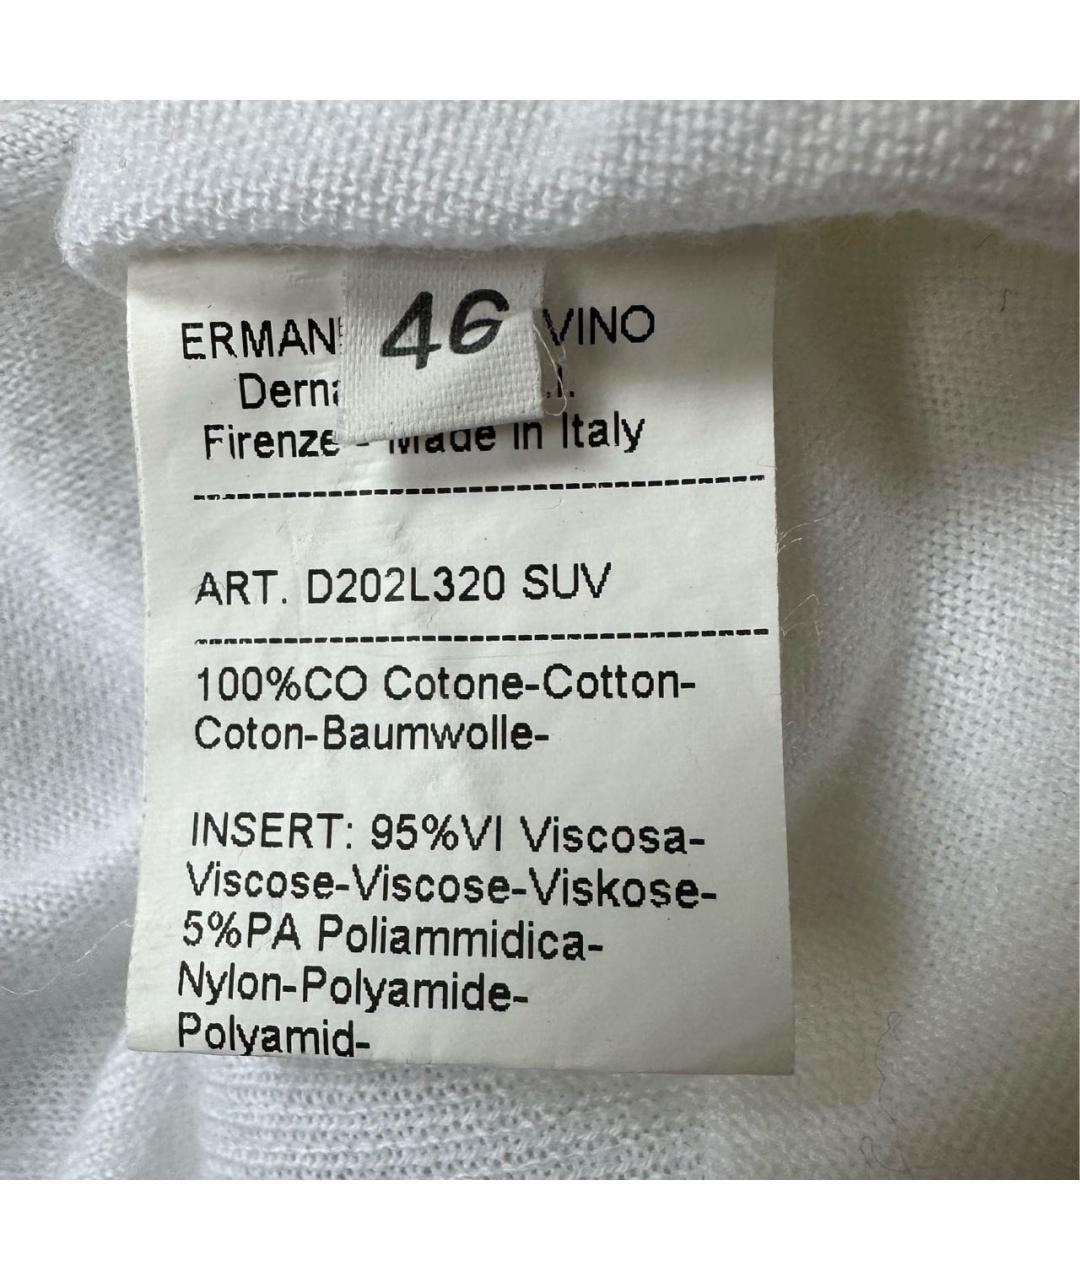 46
ERMAN VINO
Dern .l.
Firenze - Made in Italy
ART. D202L320 SUV
100%CO Cotone-Cotton-
Coton-Baumwolle-
INSERT: 95%VI Viscosa-
Viscose-Viscose-Viskose-
5%PA Poliammidica-
Nylon-Polyamide-
Polyamid-